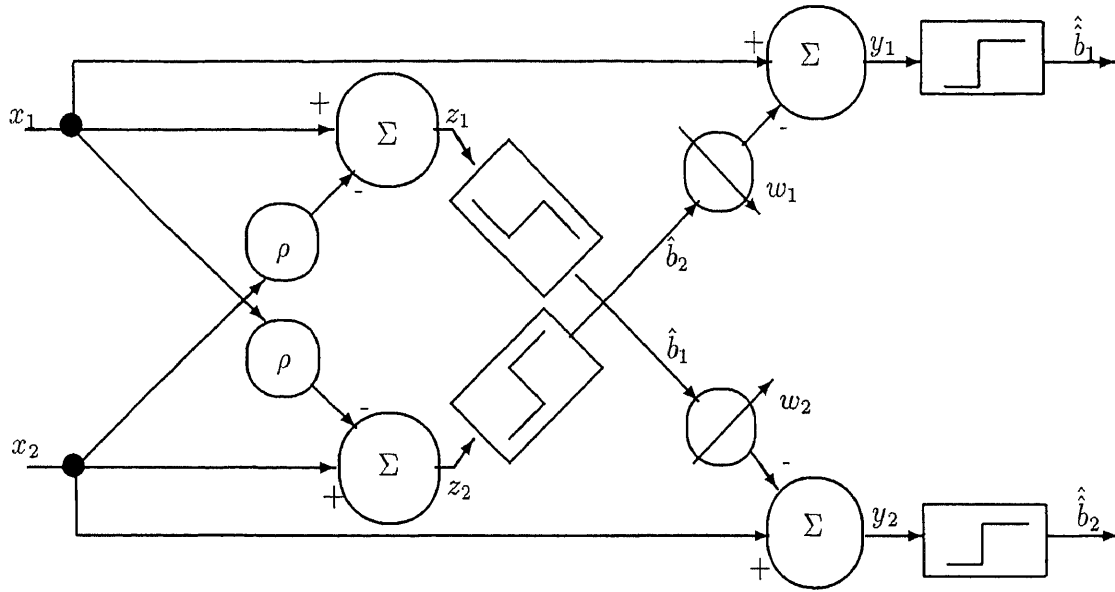 + Σ y₁ b̂̂₁
x₁ + Σ z₁ - w₁
-
ρ b̂₂
ρ b̂₁
x₂ - Σ z₂ w₂
+ - Σ y₂ b̂̂₂
+